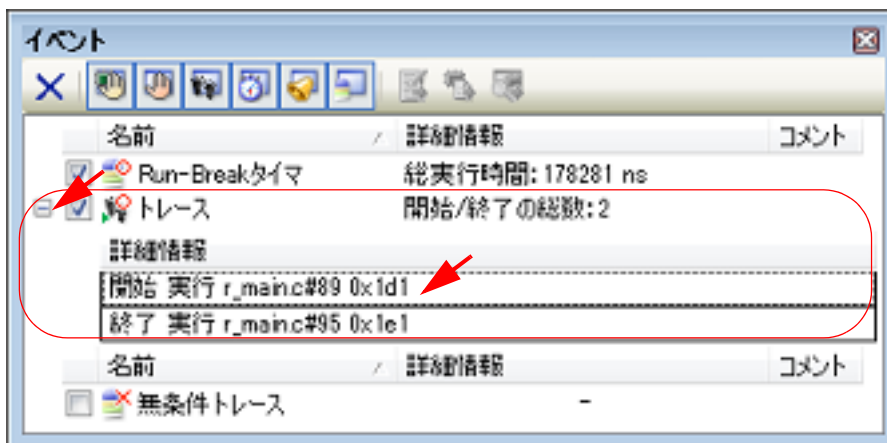 イベント
名前 詳細情報 コメント
Run-Breakタイマ 総実行時間: 178281 ns
トレース 開始/終了の総数: 2
詳細情報
開始 実行 r_main.c#89 0x1d1
終了 実行 r_main.c#95 0x1e1
名前 詳細情報 コメント
無条件トレース -